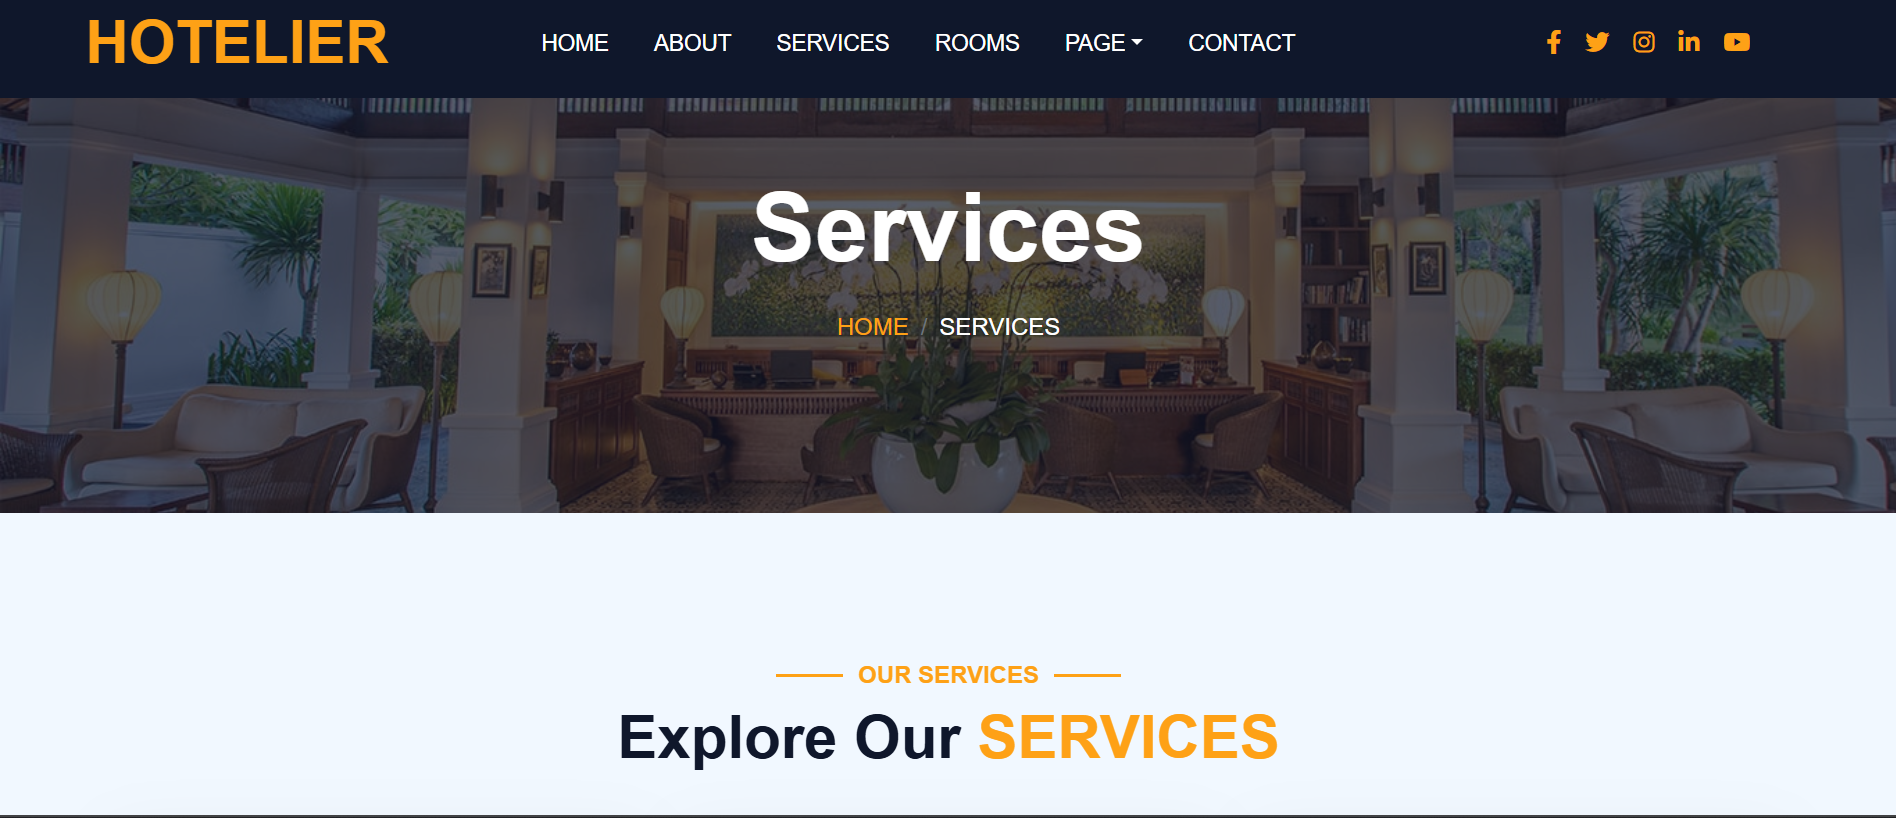 HOTELIER HOME ABOUT SERVICES ROOMS PAGE CONTACT
Services
HOME / SERVICES
OUR SERVICES
Explore Our SERVICES